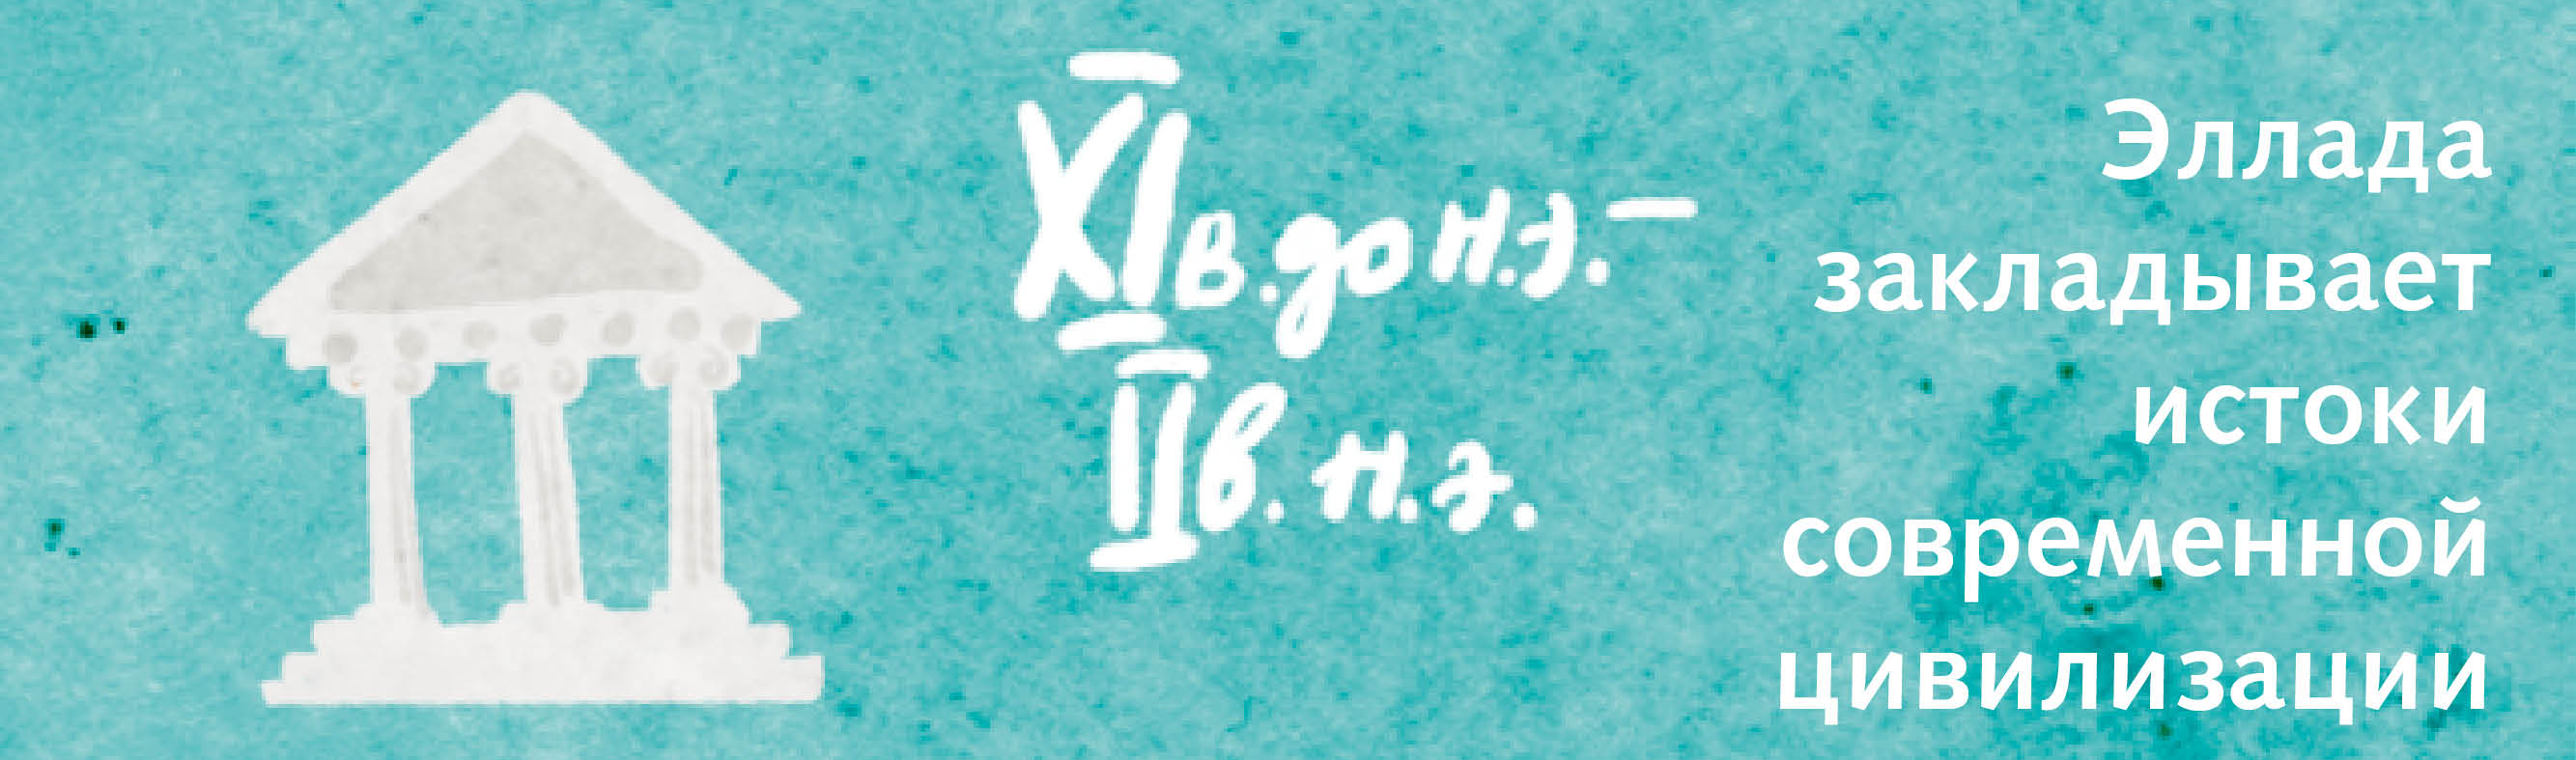 XI в. до н.э. –
II в. н.э.
Эллада
закладывает
истоки
современной
цивилизации